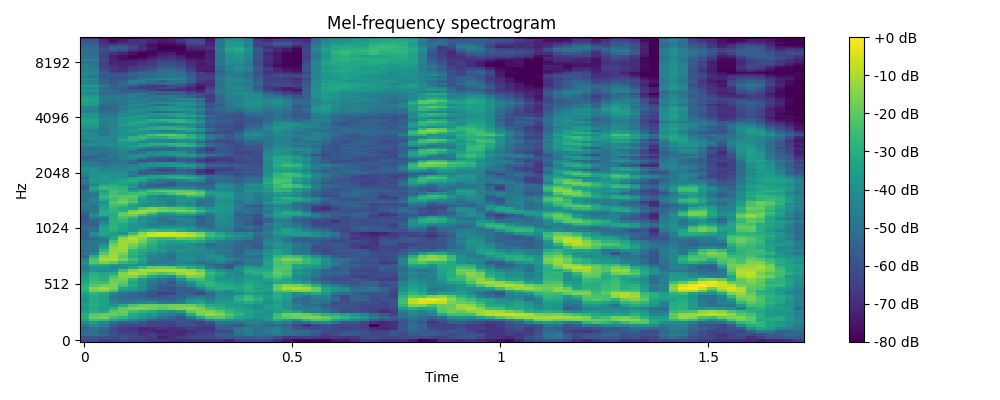 Mel-frequency spectrogram
Hz
8192
4096
2048
1024
512
0
0 0.5 1 1.5
Time
+0 dB
-10 dB
-20 dB
-30 dB
-40 dB
-50 dB
-60 dB
-70 dB
-80 dB